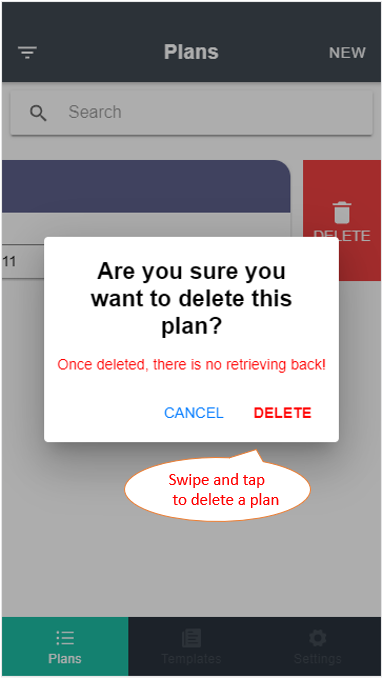 Plans
NEW
Search
DELETE
11
Are you sure you
want to delete this
plan?
Once deleted, there is no retrieving back!
CANCEL
DELETE
Swipe and tap
to delete a plan
Plans
Templates
Settings